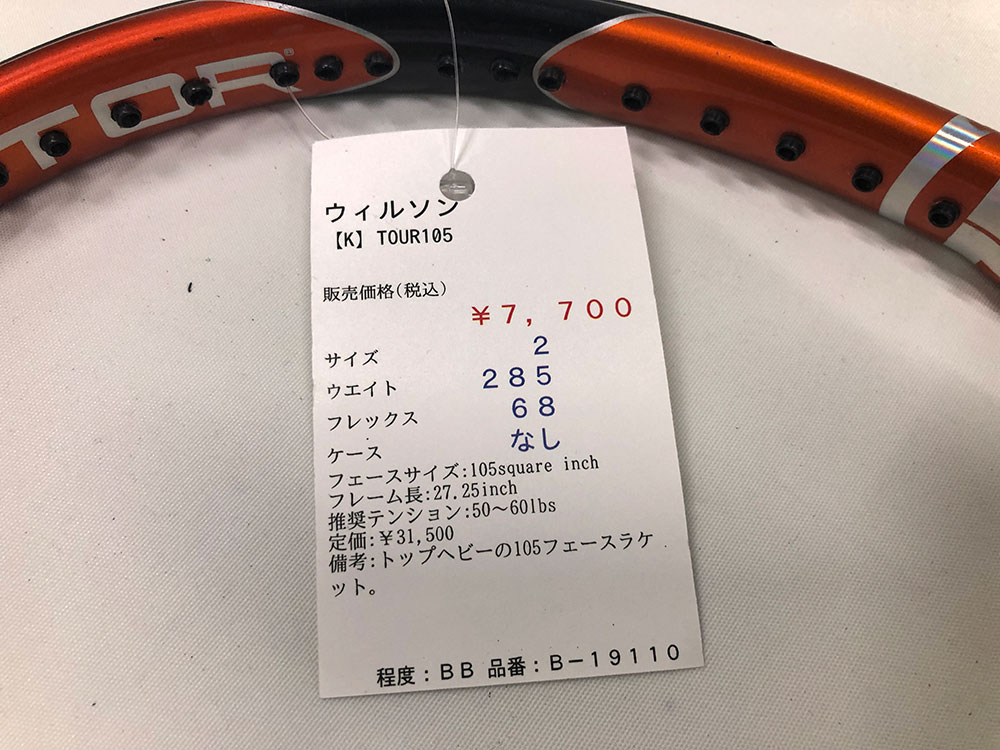 TOR®
ウィルソン
【K】TOUR105
販売価格(税込)
¥7,700
サイズ 2
ウエイト 285
フレックス 68
ケース なし
フェースサイズ:105square inch
フレーム長:27.25inch
推奨テンション:50〜60lbs
定価:¥31,500
備考:トップヘビーの105フェースラケ
ット。
程度:BB 品番:B-19110